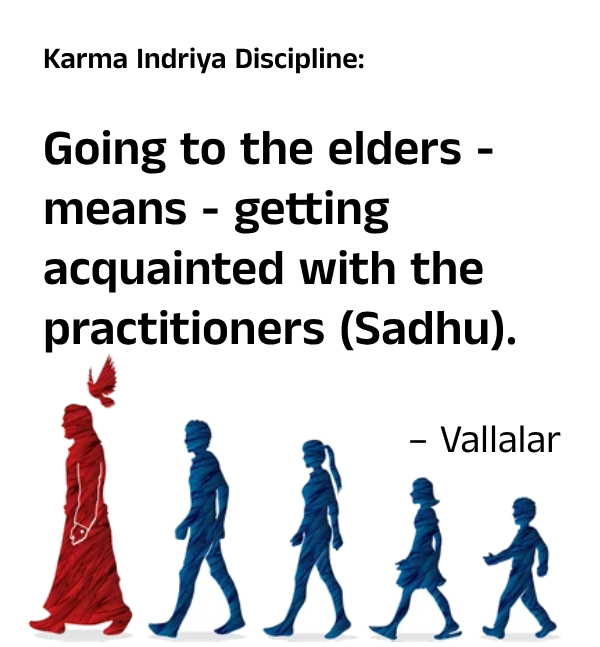 Karma Indriya Discipline:
Going to the elders -
means - getting
acquainted with the
practitioners (Sadhu).
– Vallalar